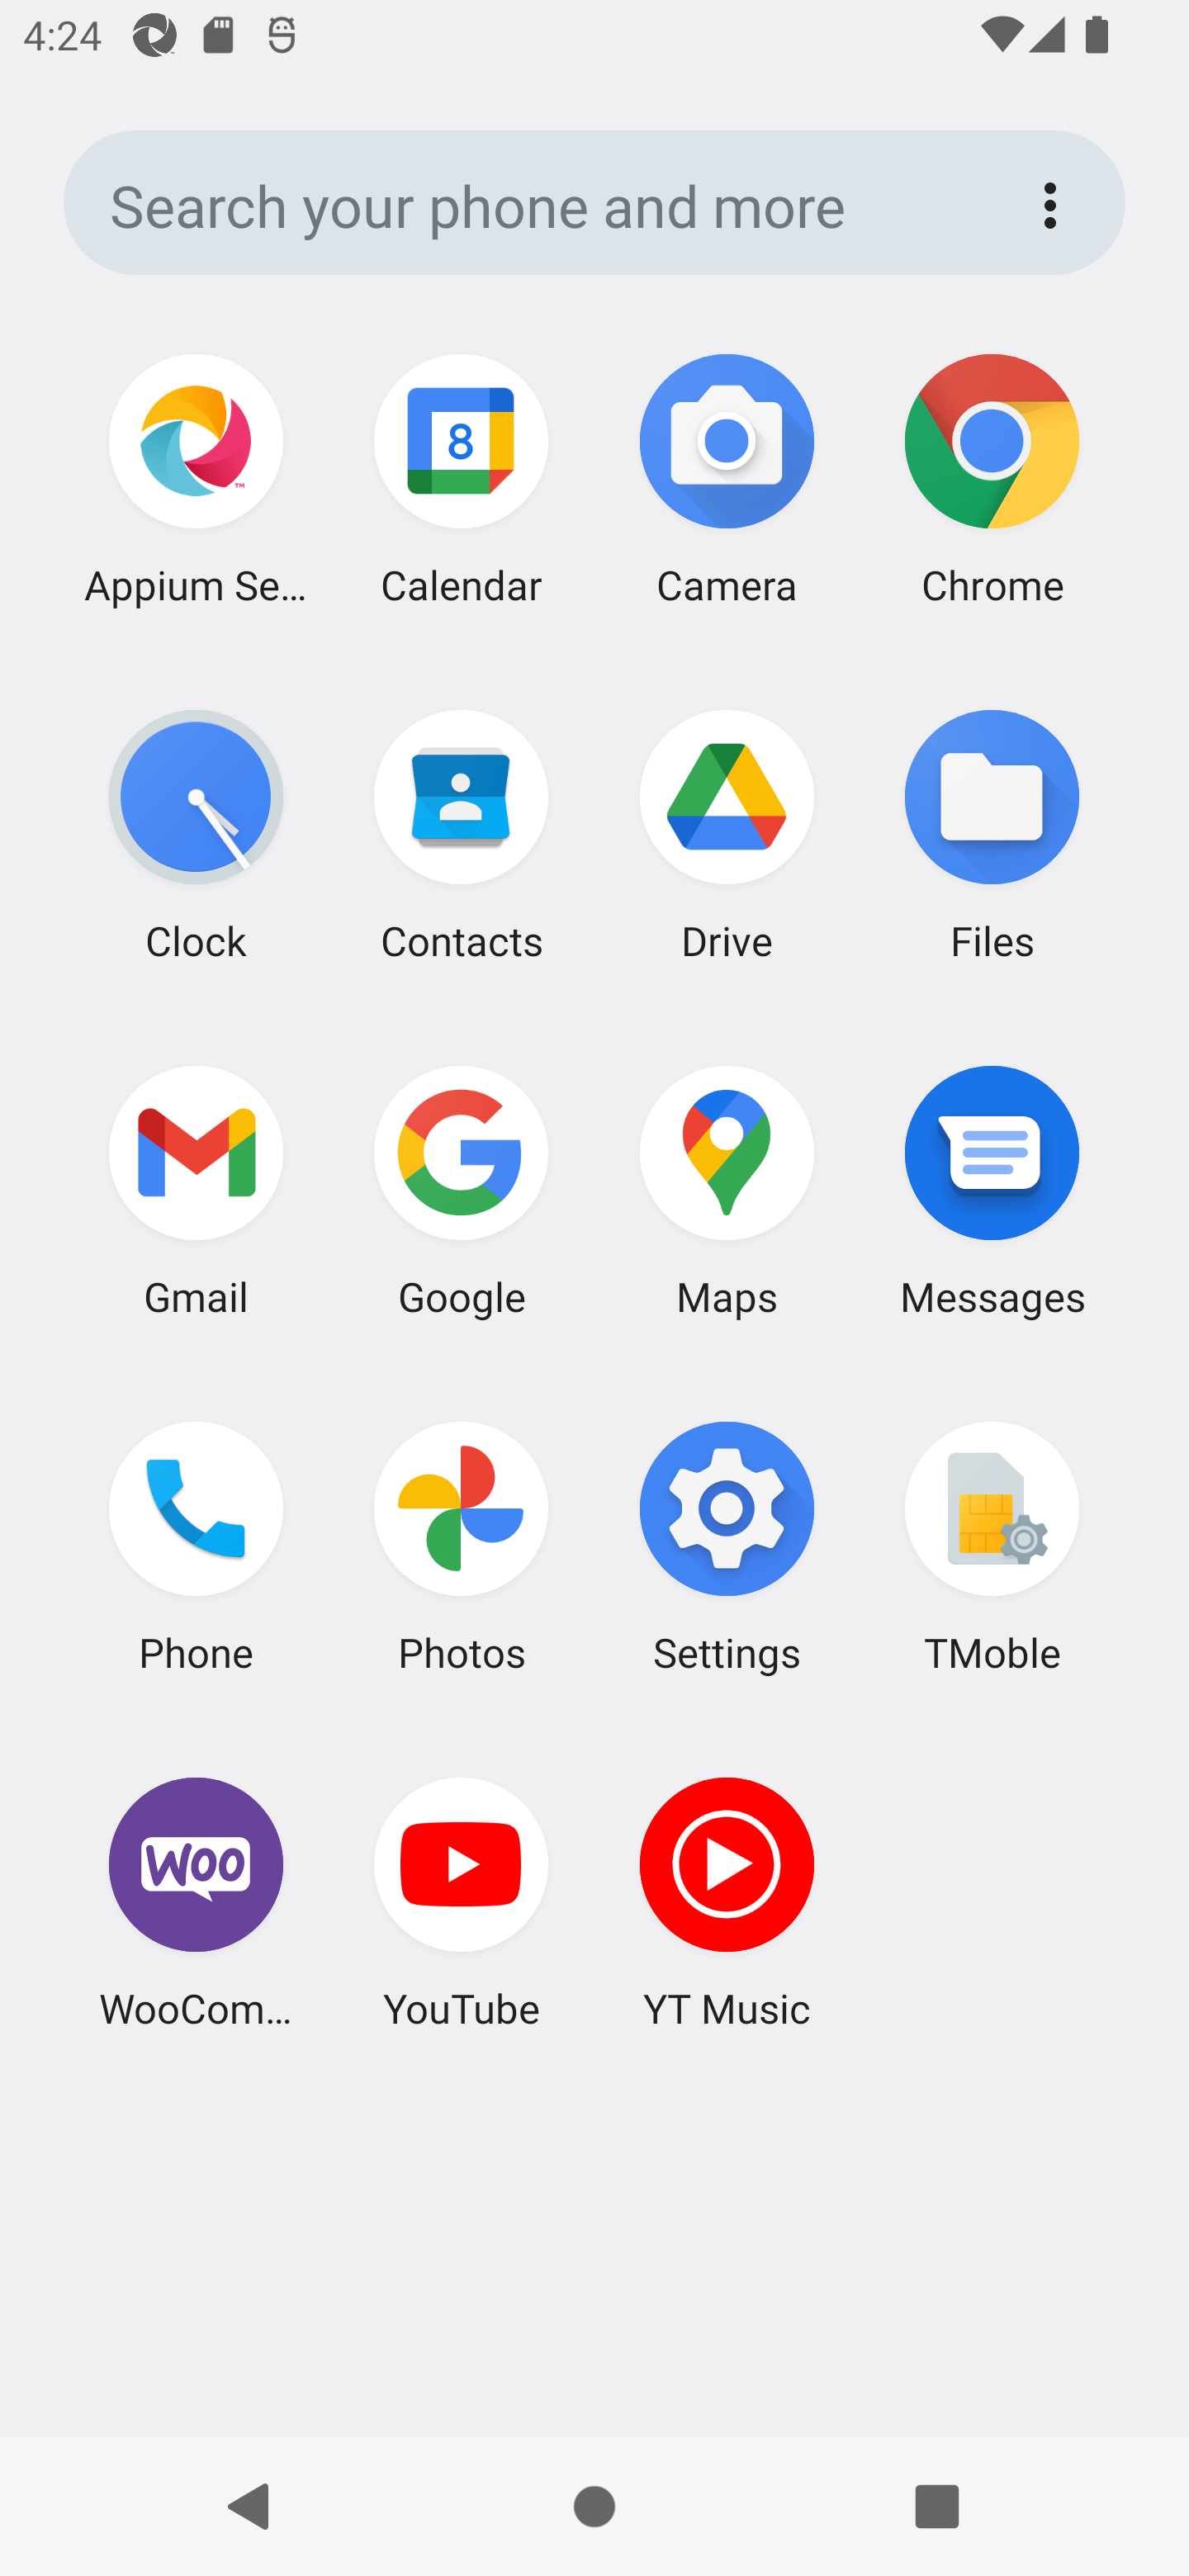 4:24
Search your phone and more
Appium Se... Calendar Camera Chrome
8
Clock Contacts Drive Files
Gmail Google Maps Messages
Phone Photos Settings TMoble
Woo
WooCom... YouTube YT Music